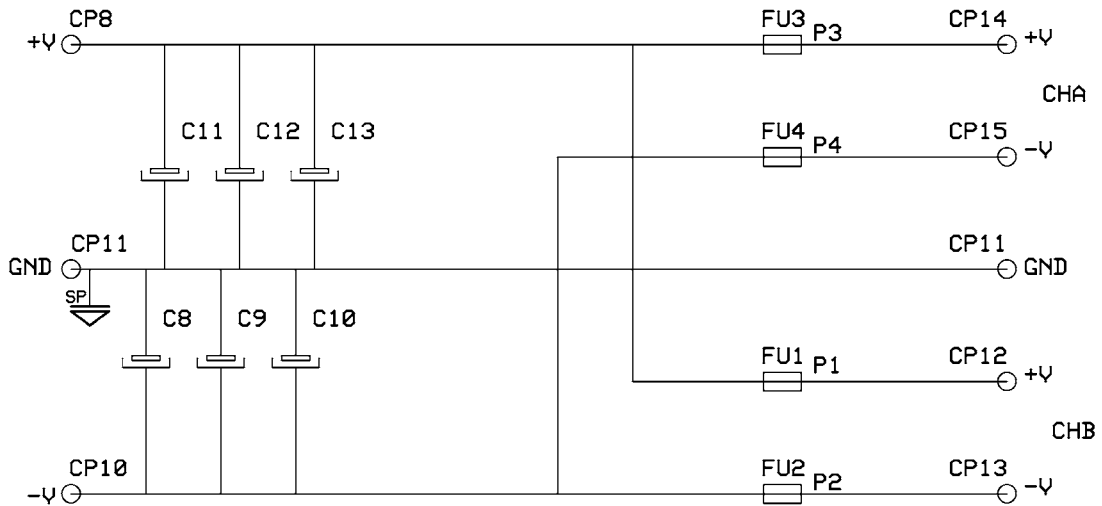 CP8 FU3 CP14
+V P3 +V
CHA
C11 C12 C13 FU4 CP15
P4 -V
CP11 CP11
GND GND
SP
C8 C9 C10
FU1 CP12
P1 +V
CHB
CP10 FU2 CP13
-V P2 -V